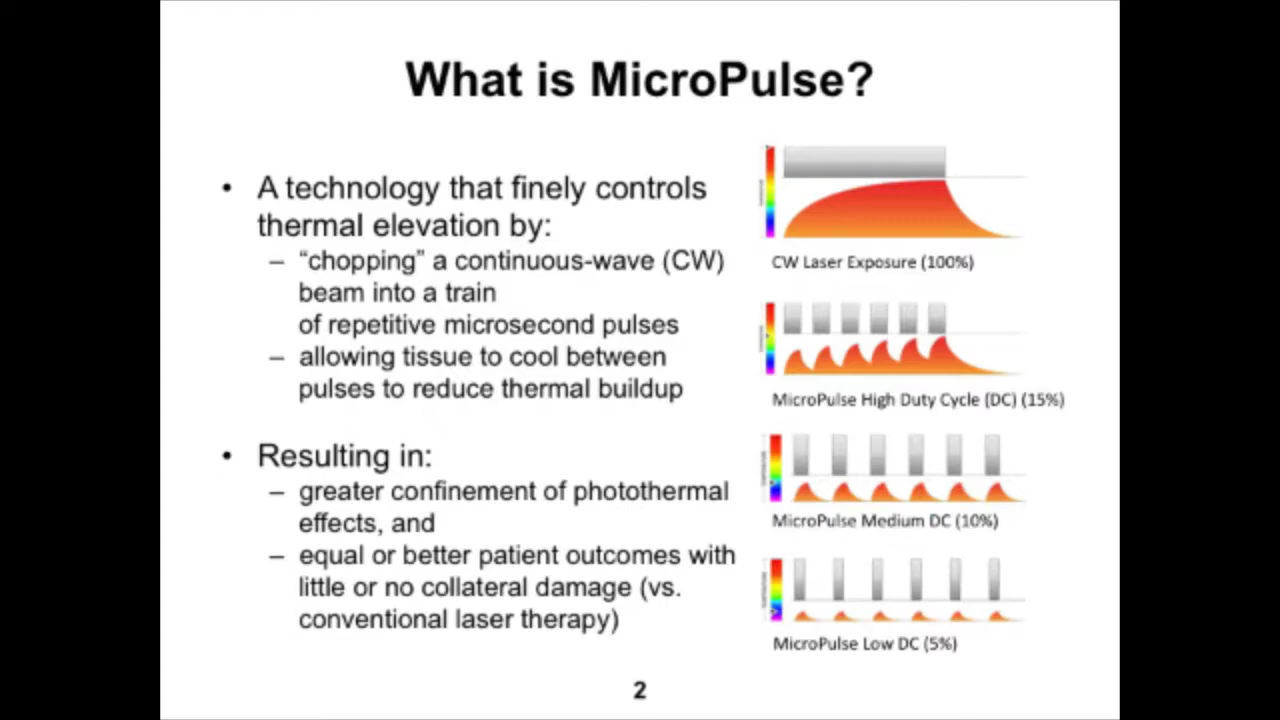 What is MicroPulse?
• A technology that finely controls
thermal elevation by:
– “chopping” a continuous-wave (CW)
beam into a train
of repetitive microsecond pulses
– allowing tissue to cool between
pulses to reduce thermal buildup
• Resulting in:
– greater confinement of photothermal
effects, and
– equal or better patient outcomes with
little or no collateral damage (vs.
conventional laser therapy)
CW Laser Exposure (100%)
MicroPulse High Duty Cycle (DC) (15%)
MicroPulse Medium DC (10%)
MicroPulse Low DC (5%)
2